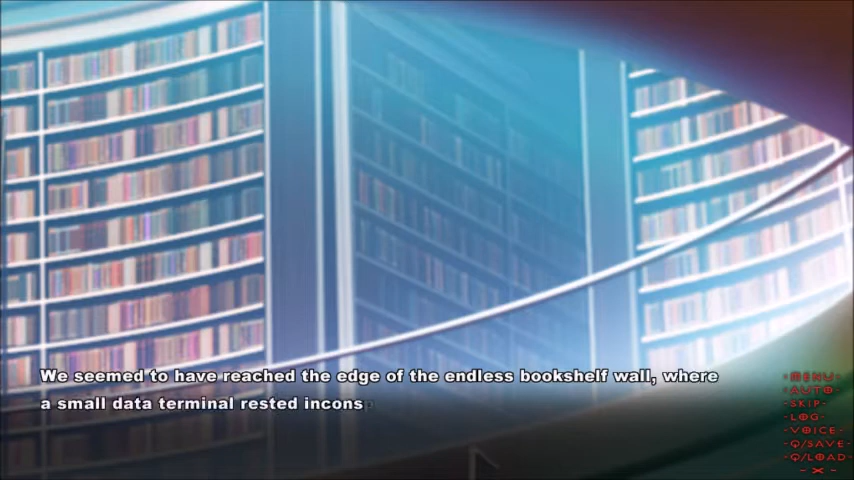 We seemed to have reached the edge of the endless bookshelf wall, where
a small data terminal rested incons
-MENU-
-AUTO-
-SKIP-
-LOG-
-VOICE-
-Q/SAVE-
-Q/LOAD-